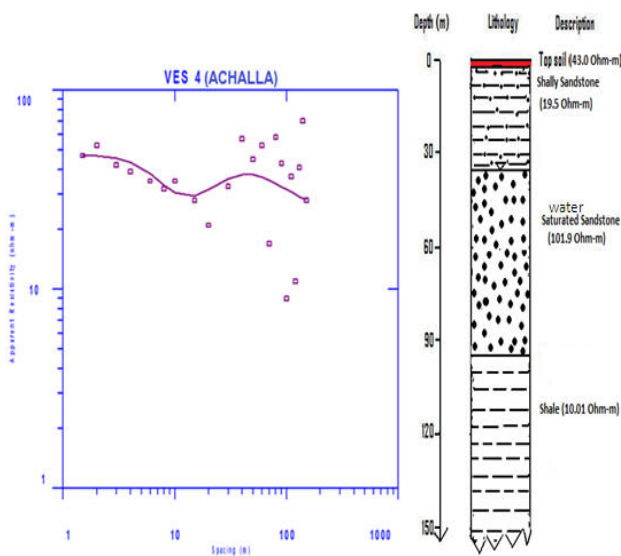 VES 4 (ACHALLA)
100
10
1
Apparent Resistivity (ohm-m)
1
10
100
1000
Spacing (m)
Depth (m)
Lithology
Description
0
30
60
90
120
150
Top soil (43.0 Ohm-m)
Shally Sandstone
(19.5 Ohm-m)
water
Saturated Sandstone
(101.9 Ohm-m)
Shale (10.01 Ohm-m)